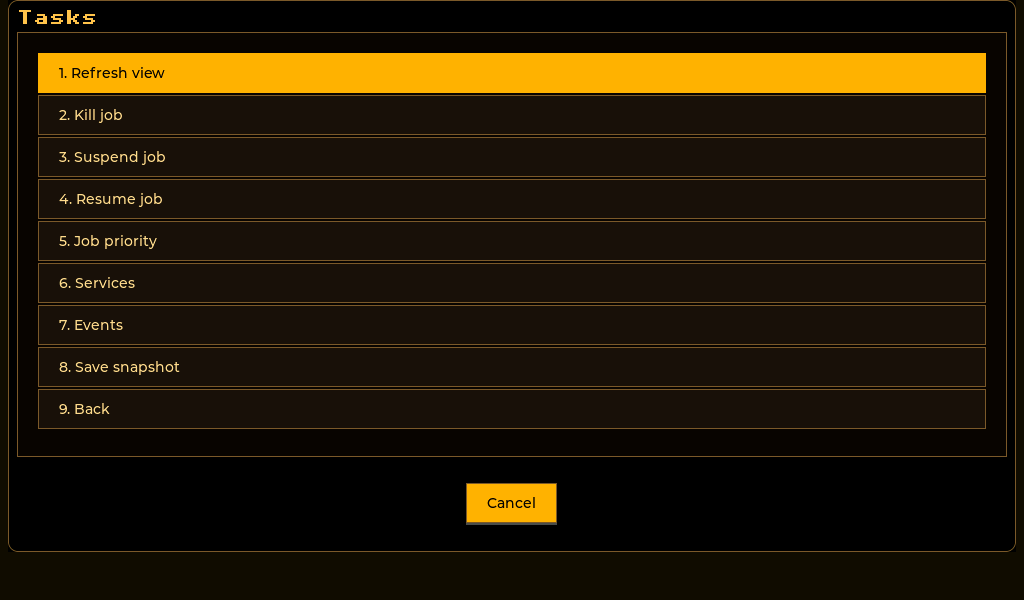 Tasks
1. Refresh view
2. Kill job
3. Suspend job
4. Resume job
5. Job priority
6. Services
7. Events
8. Save snapshot
9. Back
Cancel